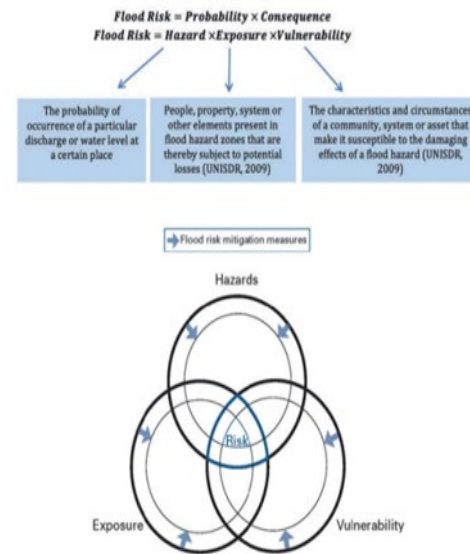 Flood Risk = Probability × Consequence
Flood Risk = Hazard ×Exposure ×Vulnerability
The probability of
occurrence of a particular
discharge or water level at
a certain place
People, property, system or
other elements present in
flood hazard zones that are
thereby subject to potential
losses (UNISDR, 2009)
The characteristics and circumstances
of a community, system or asset that
make it susceptible to the damaging
effects of a flood hazard (UNISDR,
2009)
Flood risk mitigation measures
Hazards
Risk
Exposure
Vulnerability